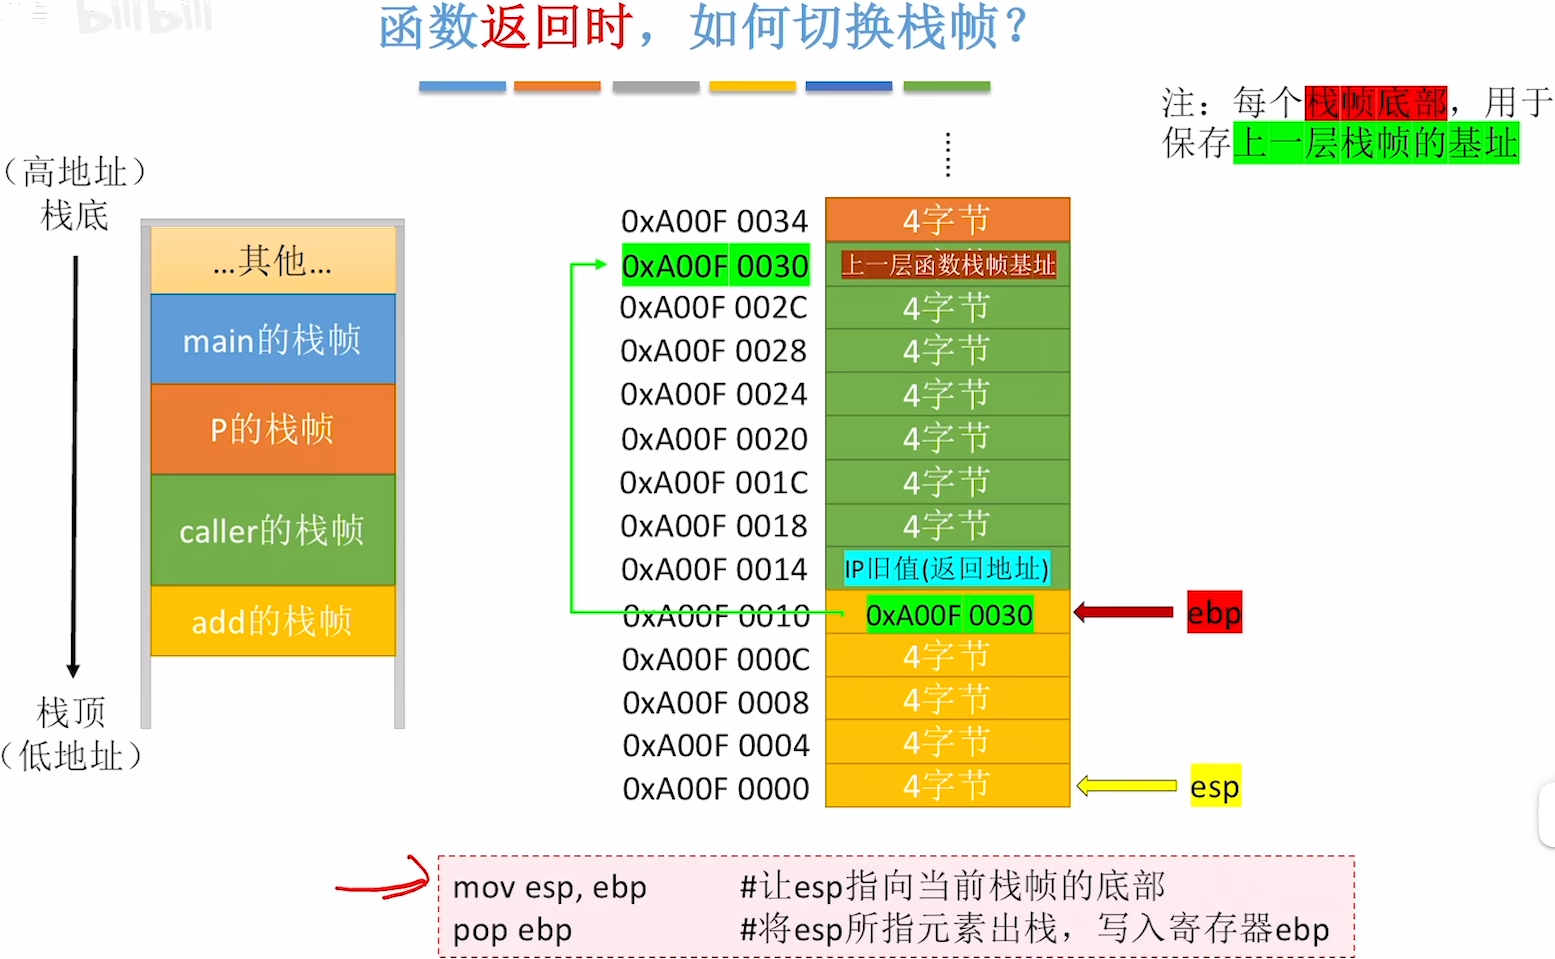 bilibili
函数返回时，如何切换栈帧？
注：每个栈帧底部，用于
保存上一层栈帧的基址
（高地址）
栈底
...其他...
main的栈帧
P的栈帧
caller的栈帧
add的栈帧
栈顶
（低地址）
0xA00F 0034 4字节
0xA00F 0030 上一层函数栈帧基址
0xA00F 002C 4字节
0xA00F 0028 4字节
0xA00F 0024 4字节
0xA00F 0020 4字节
0xA00F 001C 4字节
0xA00F 0018 4字节
0xA00F 0014 IP旧值(返回地址)
0xA00F 0010 0xA00F 0030 ebp
0xA00F 000C 4字节
0xA00F 0008 4字节
0xA00F 0004 4字节
0xA00F 0000 4字节 esp
mov esp, ebp #让esp指向当前栈帧的底部
pop ebp #将esp所指元素出栈，写入寄存器ebp